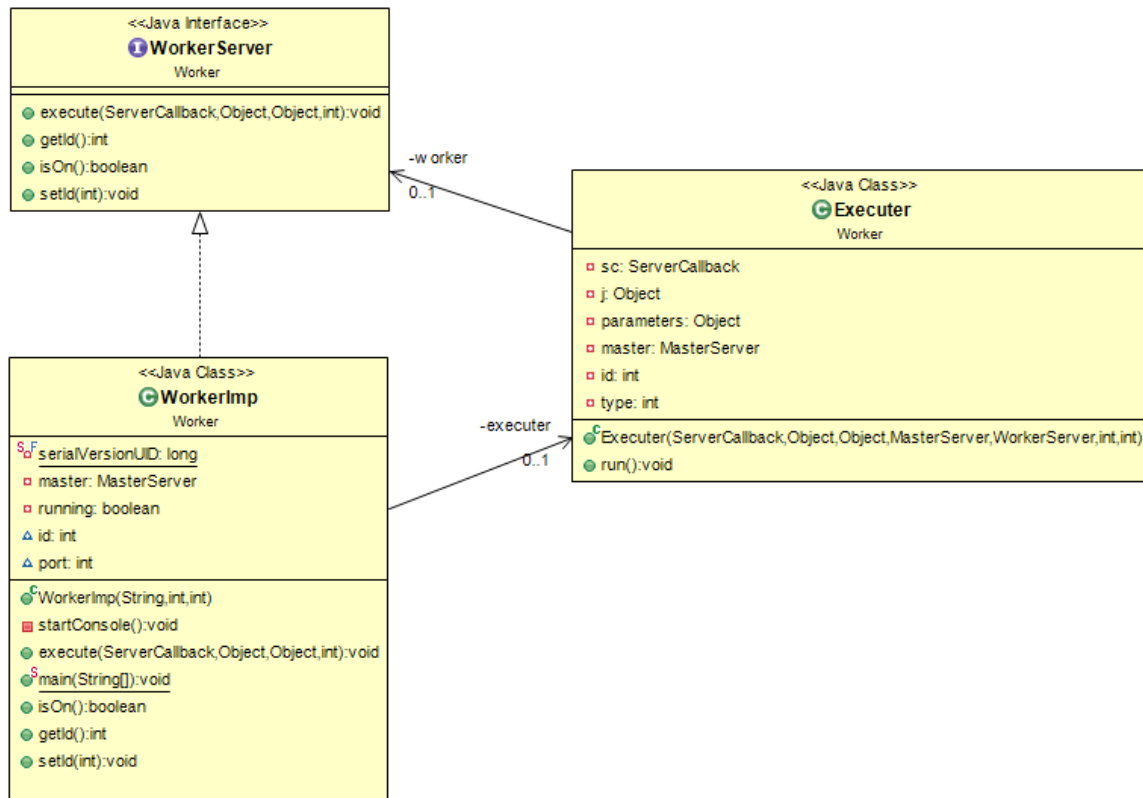 <<Java Interface>>
I WorkerServer
Worker
execute(ServerCallback,Object,Object,int):void
getId():int
isOn():boolean
setId(int):void
-w orker
0..1
<<Java Class>>
C Executer
Worker
sc: ServerCallback
j: Object
parameters: Object
master: MasterServer
id: int
type: int
C Executer(ServerCallback,Object,Object,MasterServer,WorkerServer,int,int)
run():void
<<Java Class>>
C WorkerImp
Worker
S F serialVersionUID: long
master: MasterServer
running: boolean
id: int
port: int
C WorkerImp(String,int,int)
startConsole():void
execute(ServerCallback,Object,Object,int):void
S main(String[]):void
isOn():boolean
getId():int
setId(int):void
-executer
0..1